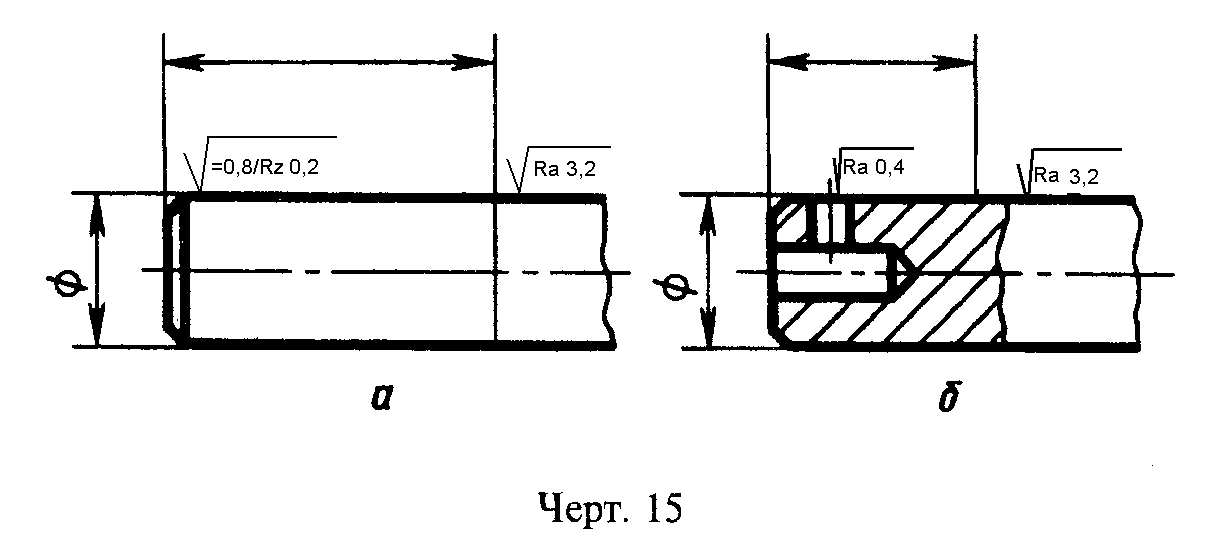 =0,8/Rz 0,2
Ra 3,2
Ra 0,4
Ra 3,2
ϕ
ϕ
а
б
Черт. 15